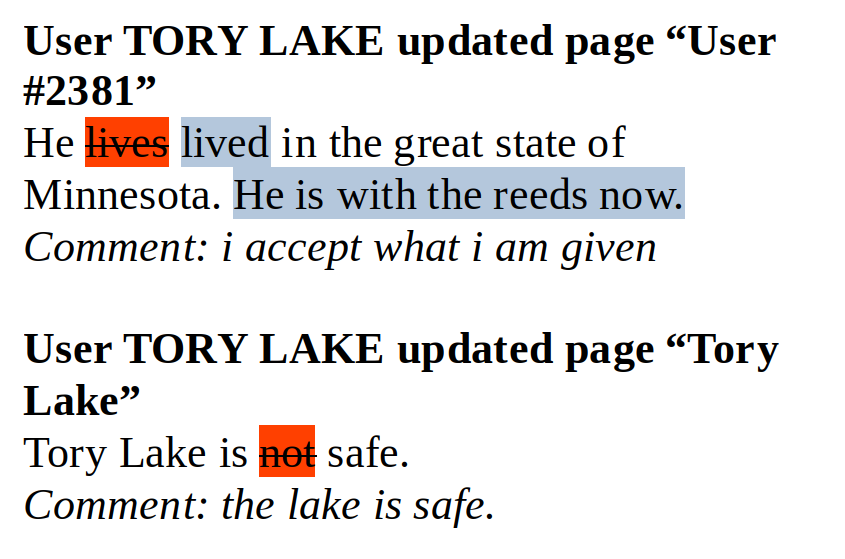 User TORY LAKE updated page “User
#2381”
He lives lived in the great state of
Minnesota. He is with the reeds now.
Comment: i accept what i am given
User TORY LAKE updated page “Tory
Lake”
Tory Lake is not safe.
Comment: the lake is safe.